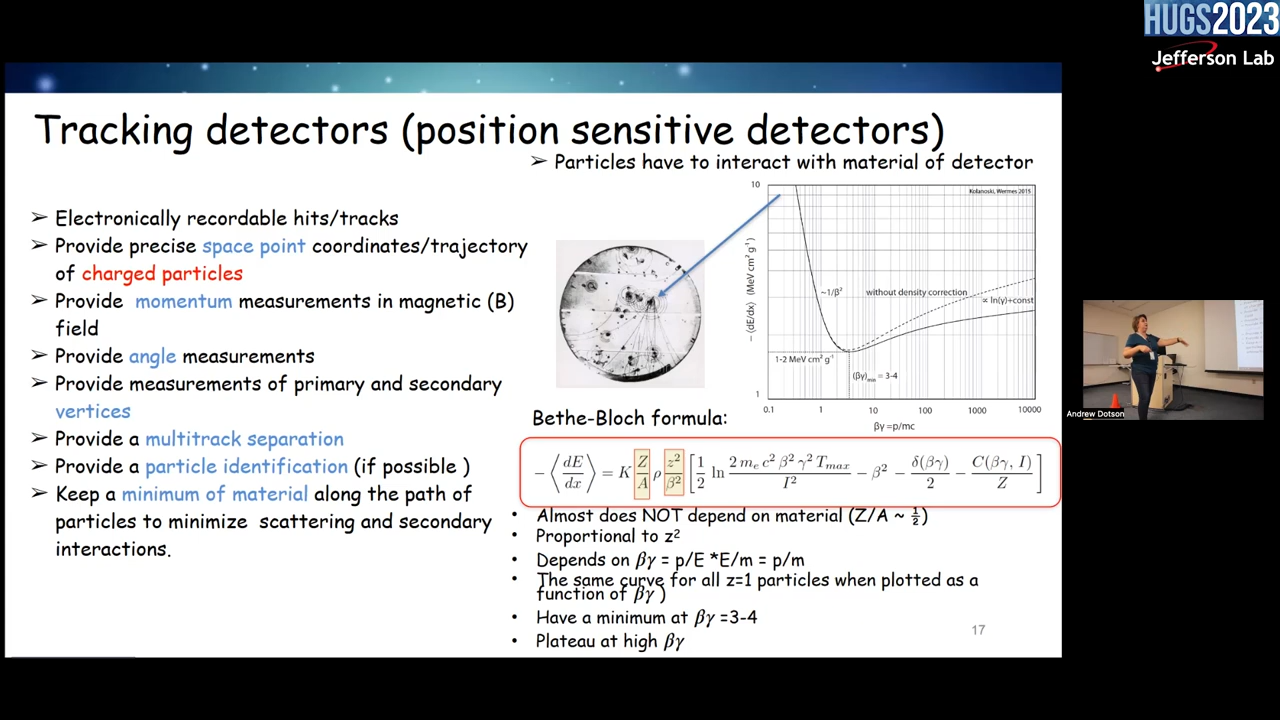 HUGS2023
Jefferson Lab
Tracking detectors (position sensitive detectors)
➢ Particles have to interact with material of detector
➢ Electronically recordable hits/tracks
➢ Provide precise space point coordinates/trajectory
of charged particles
➢ Provide momentum measurements in magnetic (B)
field
➢ Provide angle measurements
➢ Provide measurements of primary and secondary
vertices
➢ Provide a multitrack separation
➢ Provide a particle identification (if possible )
➢ Keep a minimum of material along the path of
particles to minimize scattering and secondary
interactions.
Kolanoski, Wermes 2015
10
1
− ⟨dE/dx⟩ (MeV cm² g⁻¹)
~1/β²
without density correction
∝ ln(γ)+const
1-2 MeV cm² g⁻¹
(βγ)min = 3-4
0.1 1 10 100 1000 10000
βγ =p/mc
Bethe-Bloch formula:
− ⟨dE/dx⟩ = K Z/A ρ z²/β² [ 1/2 ln 2 mₑ c² β² γ² Tmax / I² − β² − δ(βγ)/2 − C(βγ, I)/Z ]
• Almost does NOT depend on material (Z/A ~ ½)
• Proportional to z²
• Depends on βγ = p/E *E/m = p/m
• The same curve for all z=1 particles when plotted as a
function of βγ )
• Have a minimum at βγ =3-4
• Plateau at high βγ
17
Andrew Dotson